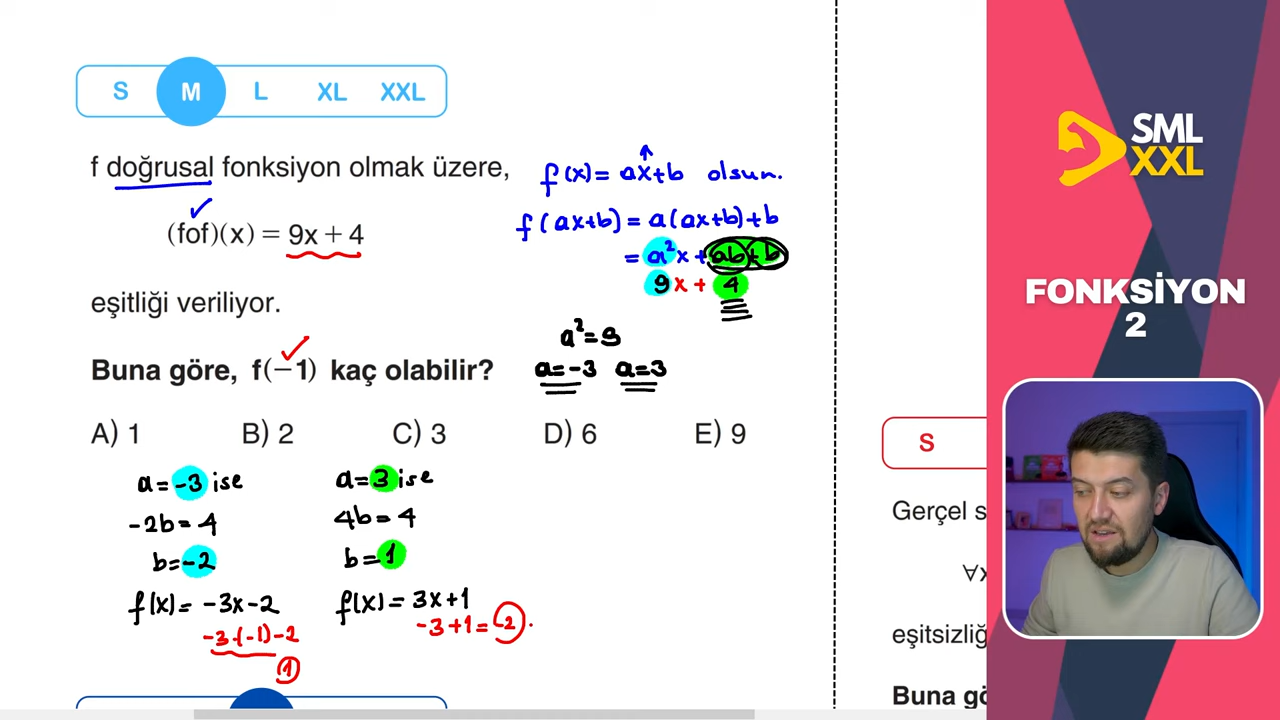 S M L XL XXL
f doğrusal fonksiyon olmak üzere,
(fof)(x) = 9x + 4
eşitliği veriliyor.
Buna göre, f(−1) kaç olabilir?
A) 1 B) 2 C) 3 D) 6 E) 9
f(x) = ax+b olsun.
f(ax+b) = a(ax+b)+b
= a²x + ab + b
9x + 4
a² = 9
a = -3 a = 3
a = -3 ise
-2b = 4
b = -2
f(x) = -3x - 2
-3·(-1) - 2
1
a = 3 ise
4b = 4
b = 1
f(x) = 3x + 1
-3 + 1 = -2.
S
Gerçel s
∀x
eşitsizliğ
Buna gö
SML
XXL
FONKSİYON
2